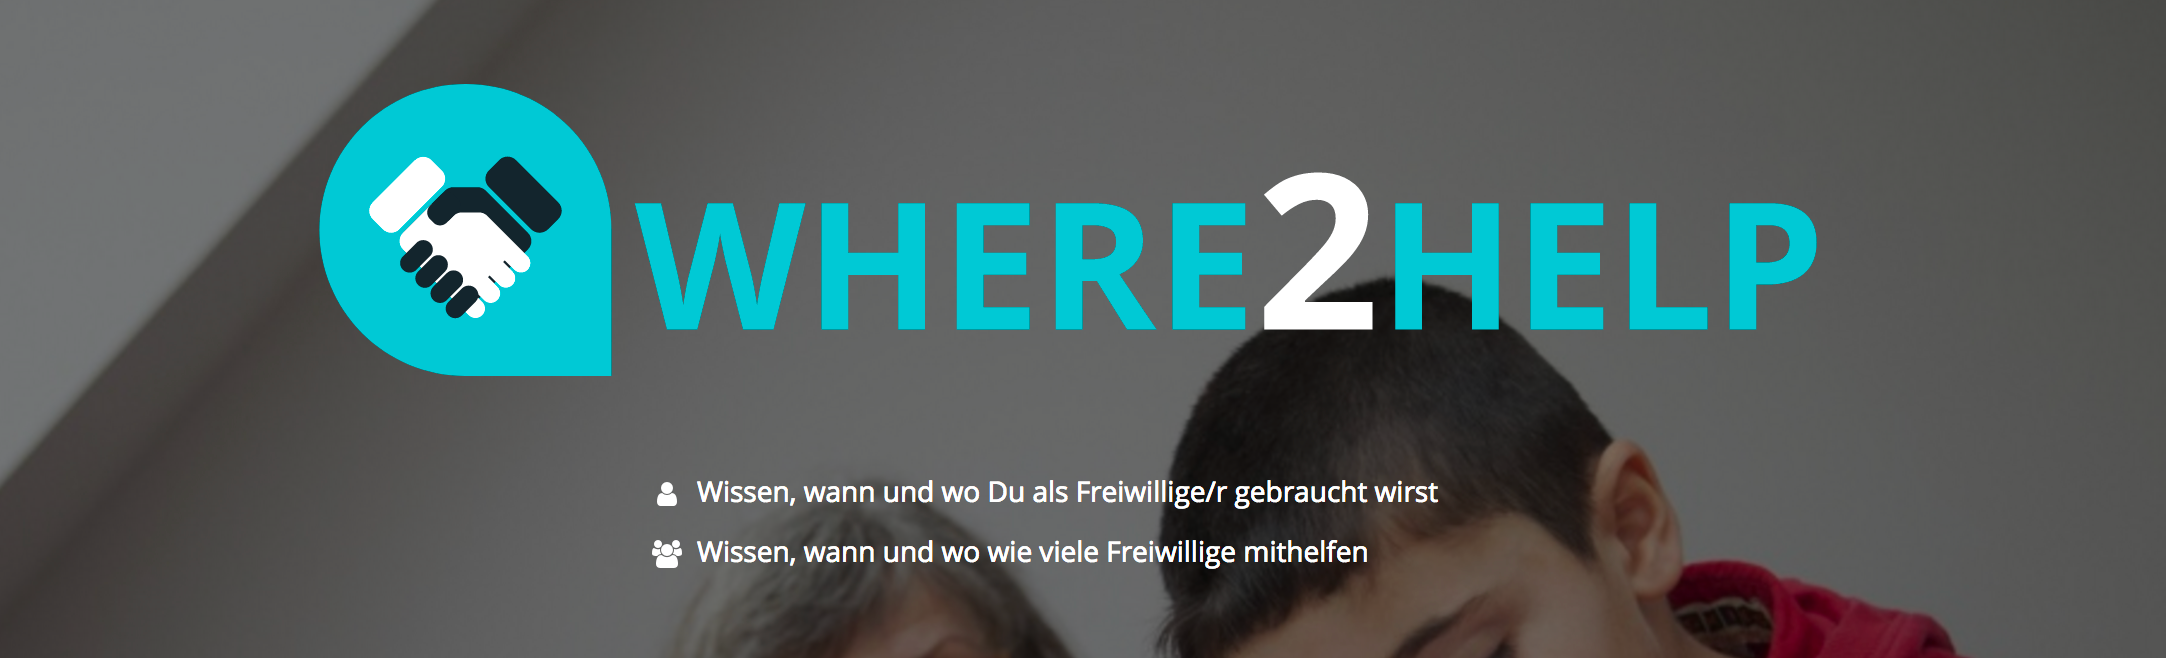 WHERE2HELP
Wissen, wann und wo Du als Freiwillige/r gebraucht wirst
Wissen, wann und wo wie viele Freiwillige mithelfen